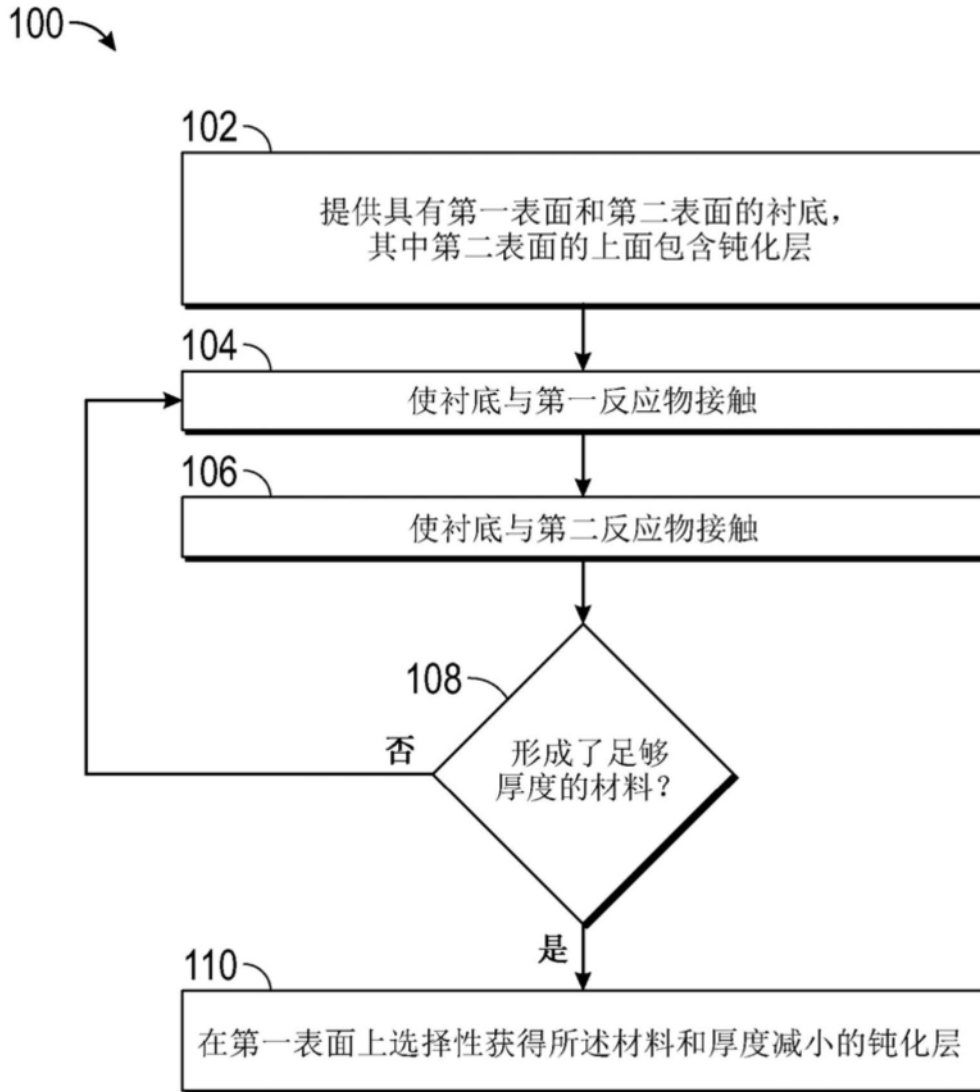 100
102
提供具有第一表面和第二表面的衬底，
其中第二表面的上面包含钝化层
104
使衬底与第一反应物接触
106
使衬底与第二反应物接触
108
形成了足够
厚度的材料？
否
是
110
在第一表面上选择性获得所述材料和厚度减小的钝化层